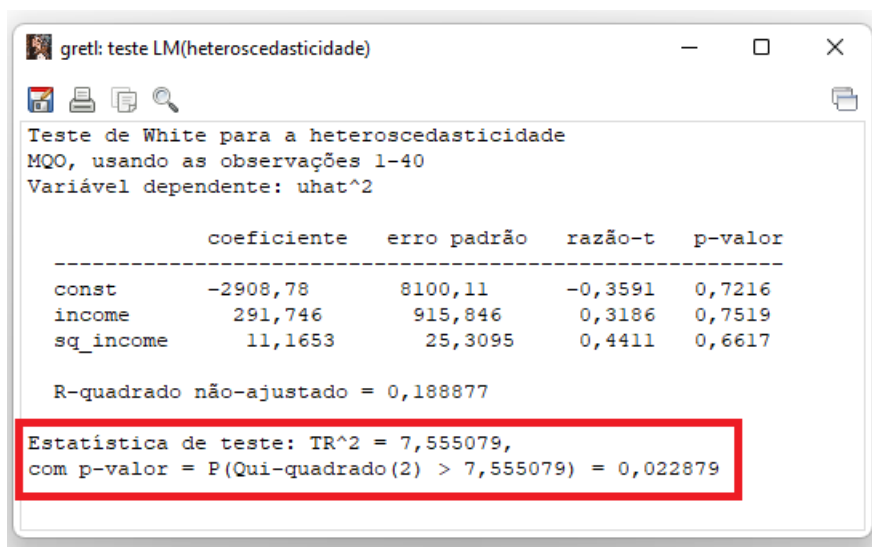 gretl: teste LM(heteroscedasticidade)
Teste de White para a heteroscedasticidade
MQO, usando as observações 1-40
Variável dependente: uhat^2
coeficiente erro padrão razão-t p-valor
------------------------------------------------------------
const -2908,78 8100,11 -0,3591 0,7216
income 291,746 915,846 0,3186 0,7519
sq_income 11,1653 25,3095 0,4411 0,6617
R-quadrado não-ajustado = 0,188877
Estatística de teste: TR^2 = 7,555079,
com p-valor = P(Qui-quadrado(2) > 7,555079) = 0,022879